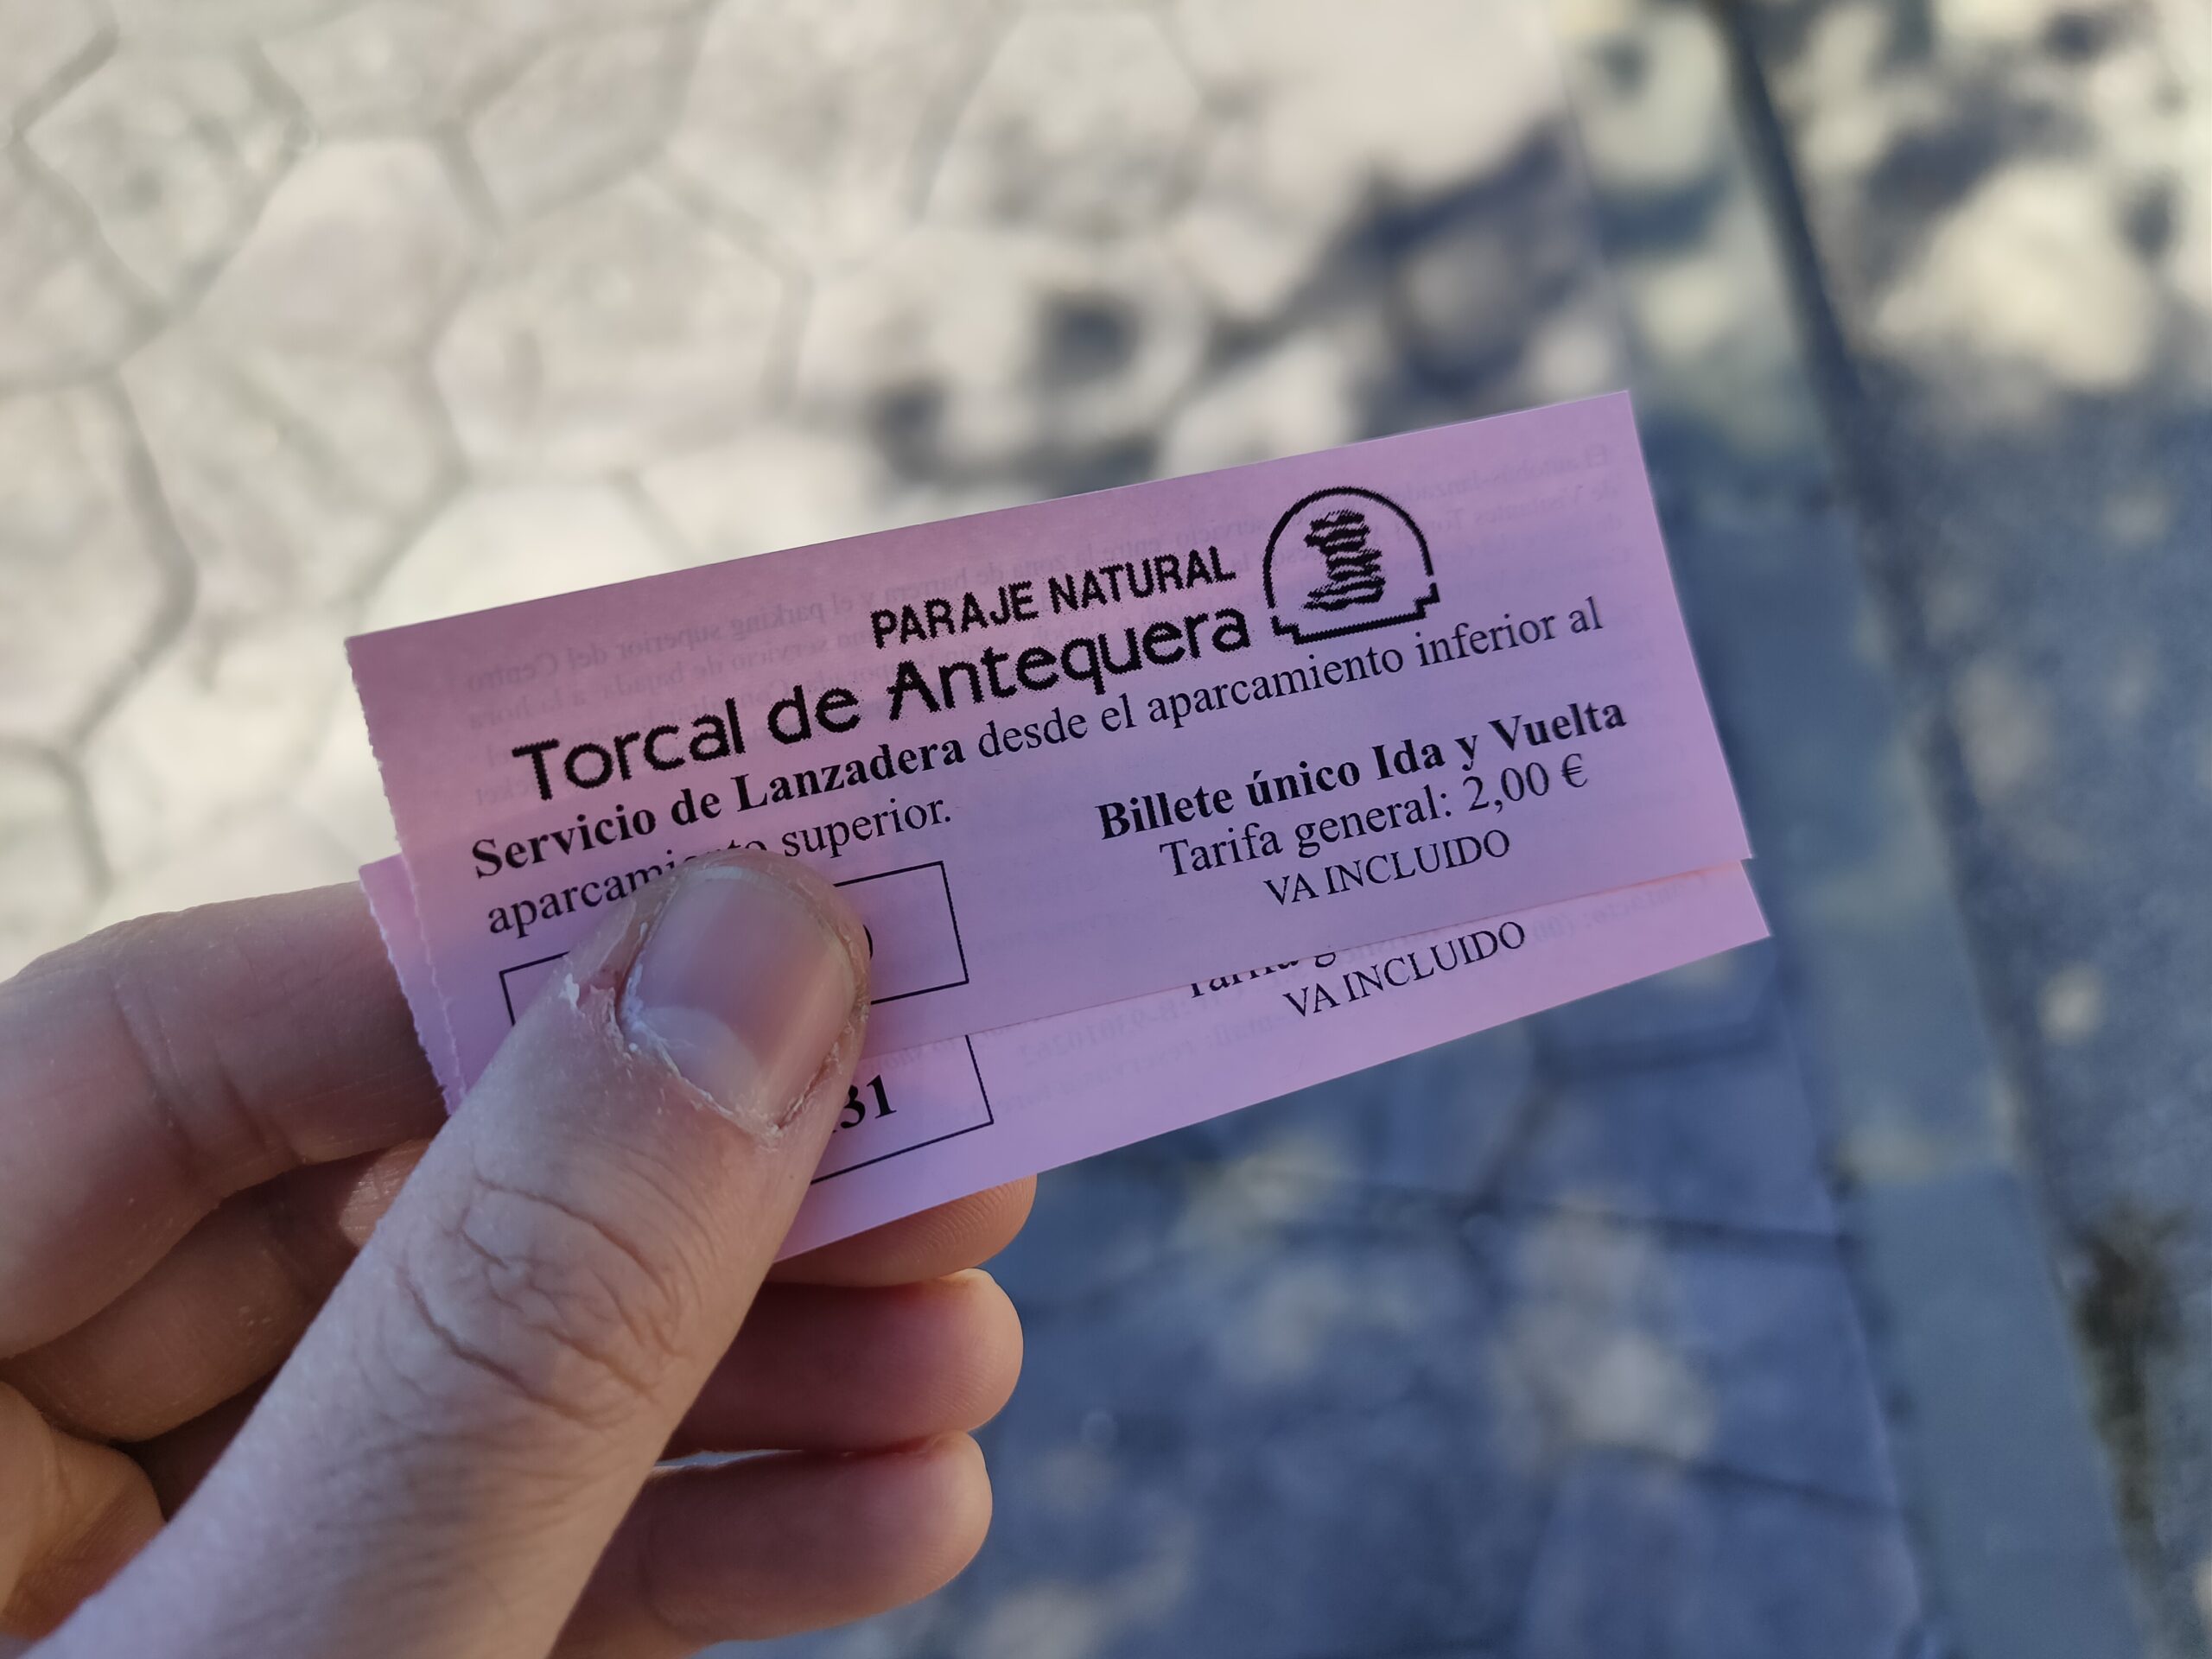 PARAJE NATURAL
Torcal de Antequera
Servicio de Lanzadera desde el aparcamiento inferior al
aparcamiento superior.
Billete único Ida y Vuelta
Tarifa general: 2,00 €
VA INCLUIDO
VA INCLUIDO
31